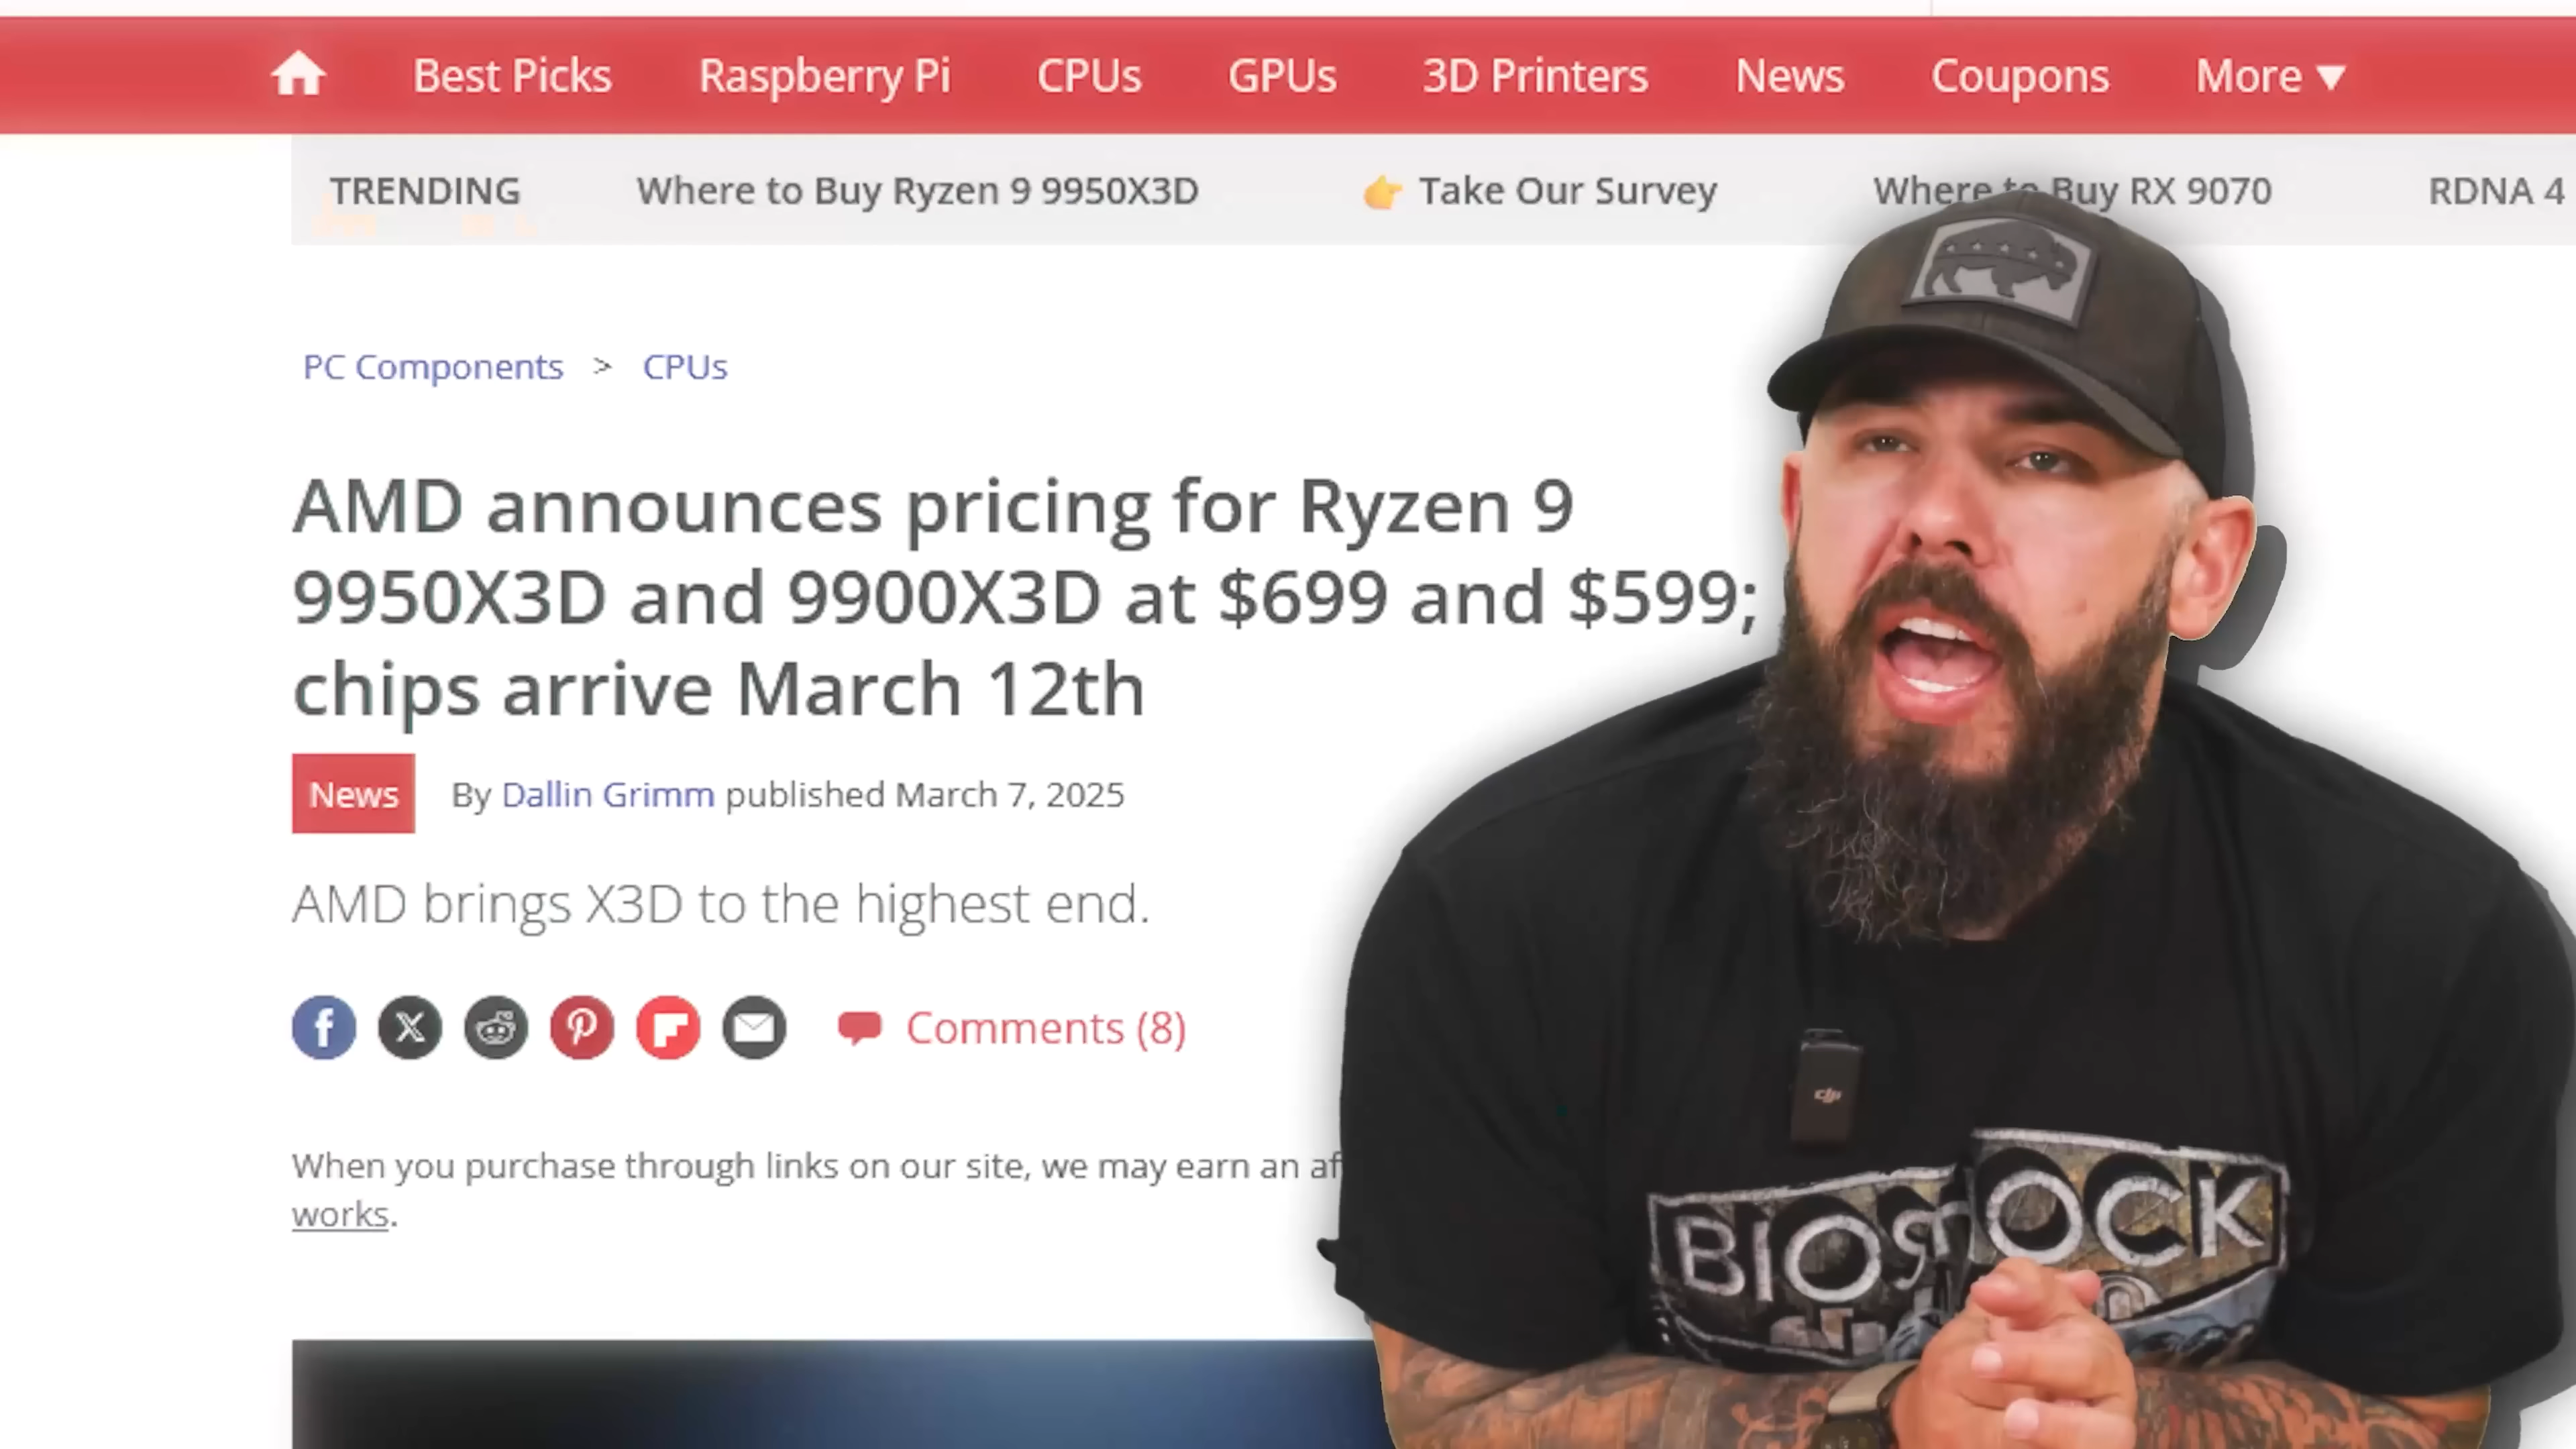 Best Picks Raspberry Pi CPUs GPUs 3D Printers News Coupons More ▼
TRENDING Where to Buy Ryzen 9 9950X3D 👉 Take Our Survey Where to Buy RX 9070 RDNA 4
PC Components > CPUs
AMD announces pricing for Ryzen 9
9950X3D and 9900X3D at $699 and $599;
chips arrive March 12th
News By Dallin Grimm published March 7, 2025
AMD brings X3D to the highest end.
Comments (8)
When you purchase through links on our site, we may earn an af
works.
dji
BIOSHOCK